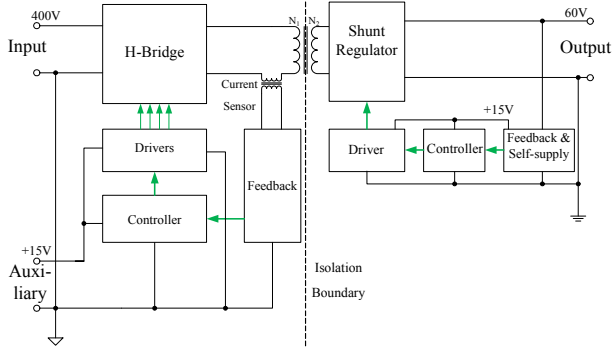 400V
Input
H-Bridge
N1
N2
Shunt
Regulator
60V
Output
Current
Sensor
+15V
Drivers
Feedback
Driver
Controller
Feedback &
Self-supply
Controller
+15V
Auxi-
liary
Isolation
Boundary